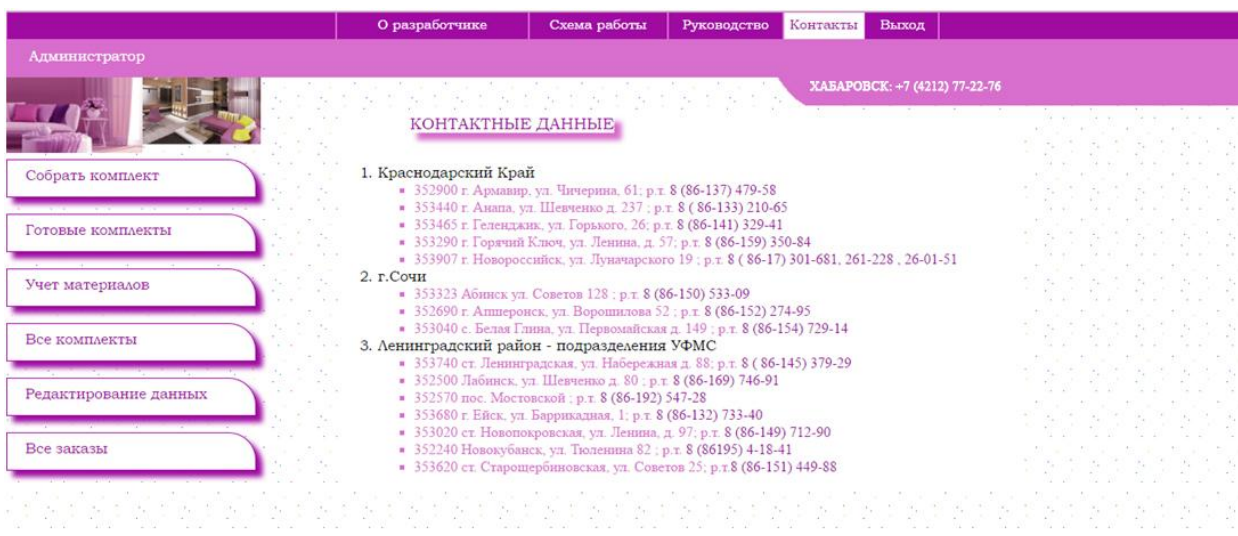 О разработчике
Схема работы
Руководство
Контакты
Выход
Администратор
ХАБАРОВСК: +7 (4212) 77-22-76
Собрать комплект
Готовые комплекты
Учет материалов
Все комплекты
Редактирование данных
Все заказы
КОНТАКТНЫЕ ДАННЫЕ
1. Краснодарский Край
352900 г. Армавир, ул. Чичерина, 61; р.т. 8 (86-137) 479-58
353440 г. Анапа, ул. Шевченко д. 237 ; р.т. 8 ( 86-133) 210-65
353465 г. Геленджик, ул. Горького, 26; р.т. 8 (86-141) 329-41
353290 г. Горячий Ключ, ул. Ленина, д. 57; р.т. 8 (86-159) 350-84
353907 г. Новороссийск, ул. Луначарского 19 ; р.т. 8 ( 86-17) 301-681, 261-228 , 26-01-51
2. г.Сочи
353323 Абинск ул. Советов 128 ; р.т. 8 (86-150) 533-09
352690 г. Апшеронск, ул. Ворошилова 52 ; р.т. 8 (86-152) 274-95
353040 с. Белая Глина, ул. Первомайская д. 149 ; р.т. 8 (86-154) 729-14
3. Ленинградский район - подразделения УФМС
353740 ст. Ленинградская, ул. Набережная д. 88; р.т. 8 ( 86-145) 379-29
352500 Лабинск, ул. Шевченко д. 80 ; р.т. 8 (86-169) 746-91
352570 пос. Мостовской ; р.т. 8 (86-192) 547-28
353680 г. Ейск, ул. Баррикадная, 1; р.т. 8 (86-132) 733-40
353020 ст. Новопокровская, ул. Ленина, д. 97; р.т. 8 (86-149) 712-90
352240 Новокубанск, ул. Тюленина 82 ; р.т. 8 (86195) 4-18-41
353620 ст. Старощербиновская, ул. Советов 25; р.т.8 (86-151) 449-88